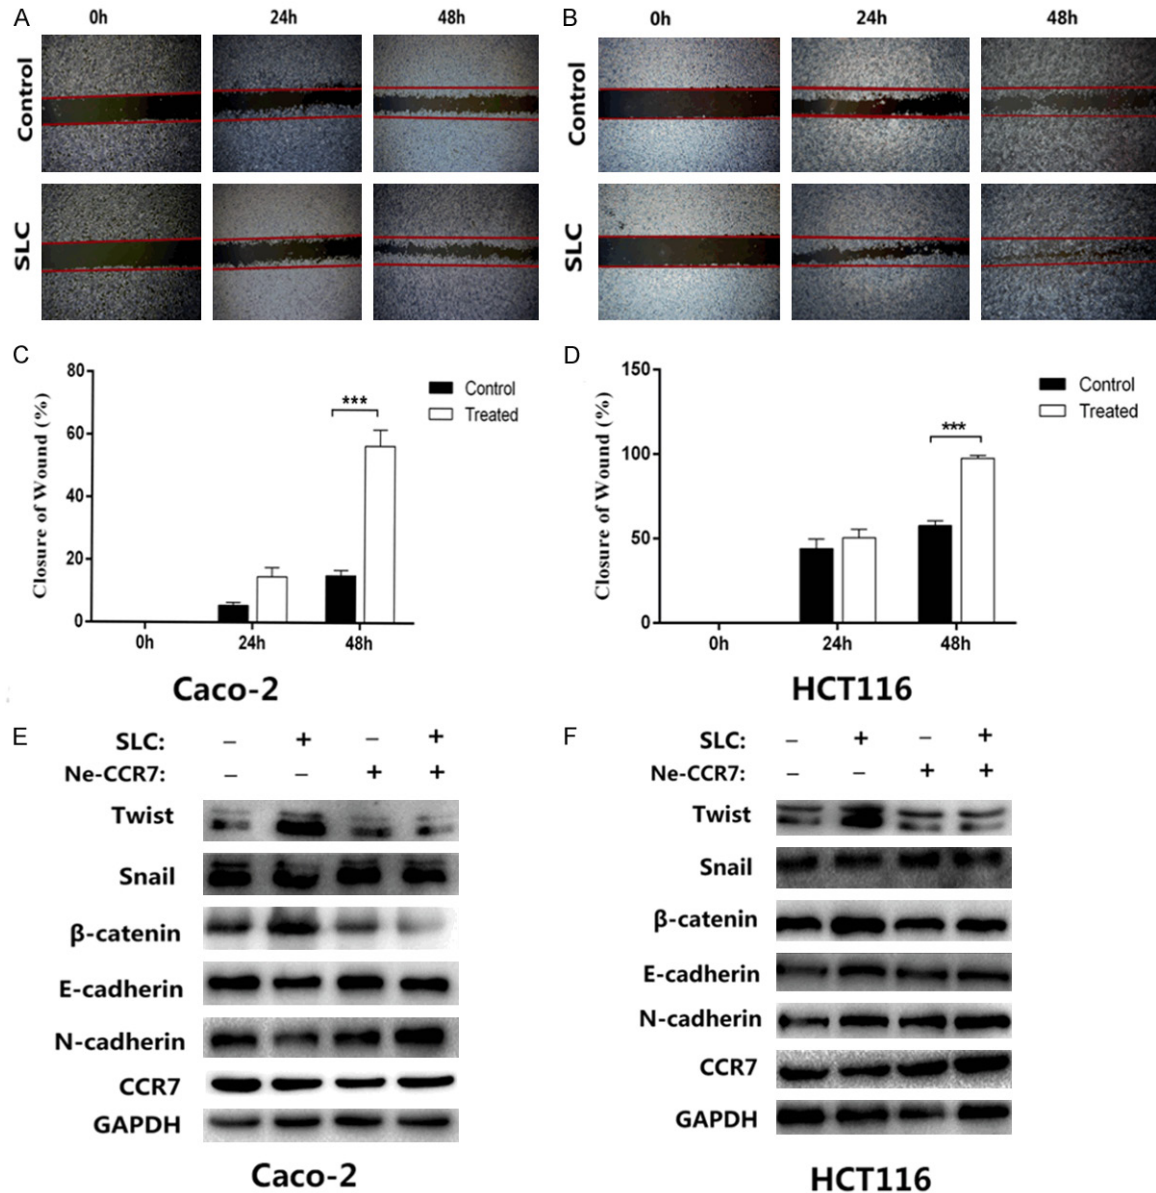 A 0h 24h 48h
Control
SLC
B 0h 24h 48h
Control
SLC
C
Closure of Wound (%)
80
60
40
20
0
0h 24h 48h
***
Control
Treated
Caco-2
D
Closure of Wound (%)
150
100
50
0
0h 24h 48h
***
Control
Treated
HCT116
E
SLC: – + – +
Ne-CCR7: – – + +
Twist
Snail
β-catenin
E-cadherin
N-cadherin
CCR7
GAPDH
Caco-2
F
SLC: – + – +
Ne-CCR7: – – + +
Twist
Snail
β-catenin
E-cadherin
N-cadherin
CCR7
GAPDH
HCT116